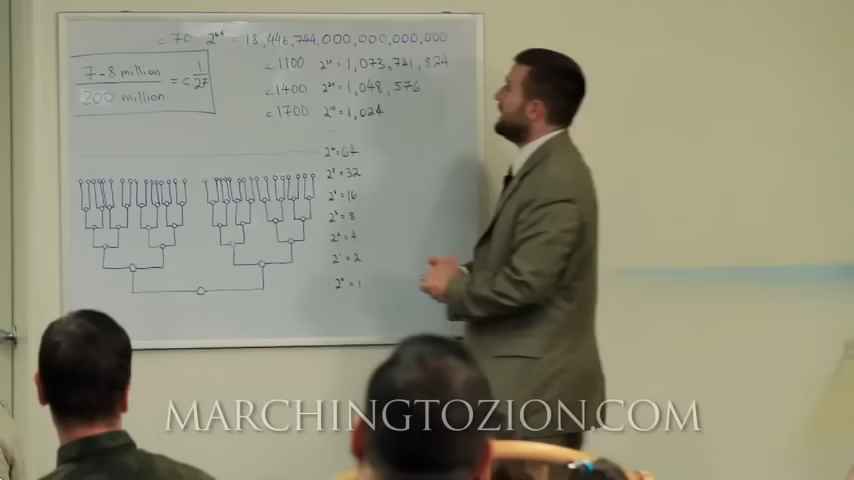 c 70 2⁶⁴ = 18,446,744,000,000,000,000
7-8 million
200 million
= c 1/27
c 1100 2³⁰ = 1,073,741,824
c 1400 2²⁰ = 1,048,576
c 1700 2¹⁰ = 1,024
2⁶ = 64
2⁵ = 32
2⁴ = 16
2³ = 8
2² = 4
2¹ = 2
2⁰ = 1
MARCHINGTOZION.COM